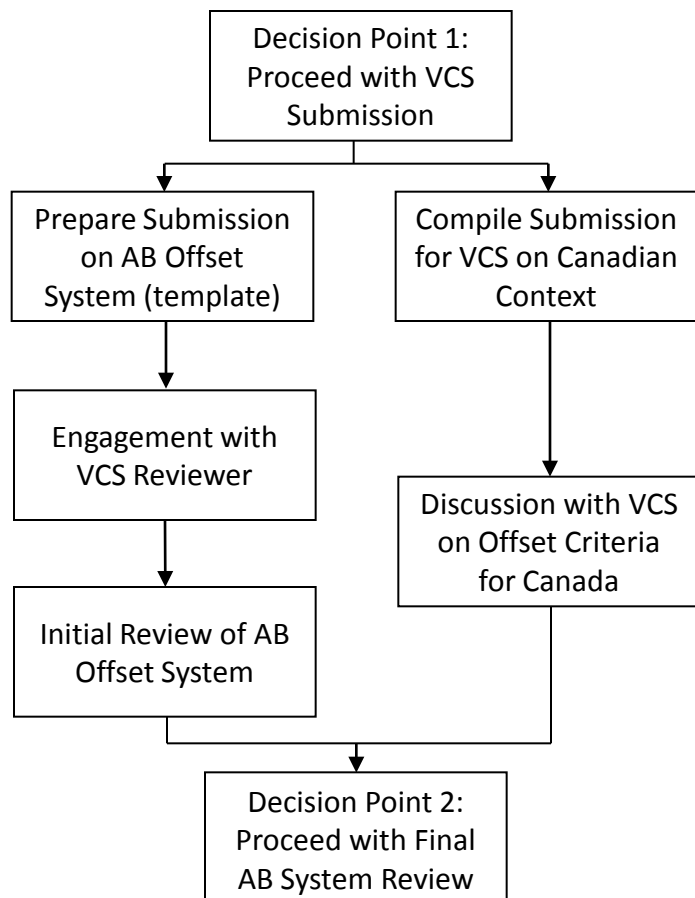 Decision Point 1:
Proceed with VCS
Submission
Prepare Submission
on AB Offset
System (template)
Compile Submission
for VCS on Canadian
Context
Engagement with
VCS Reviewer
Discussion with VCS
on Offset Criteria
for Canada
Initial Review of AB
Offset System
Decision Point 2:
Proceed with Final
AB System Review